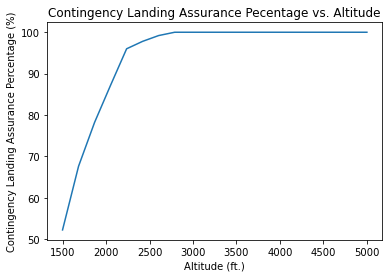 Contingency Landing Assurance Pecentage vs. Altitude
Contingency Landing Assurance Percentage (%)
100
90
80
70
60
50
1500 2000 2500 3000 3500 4000 4500 5000
Altitude (ft.)